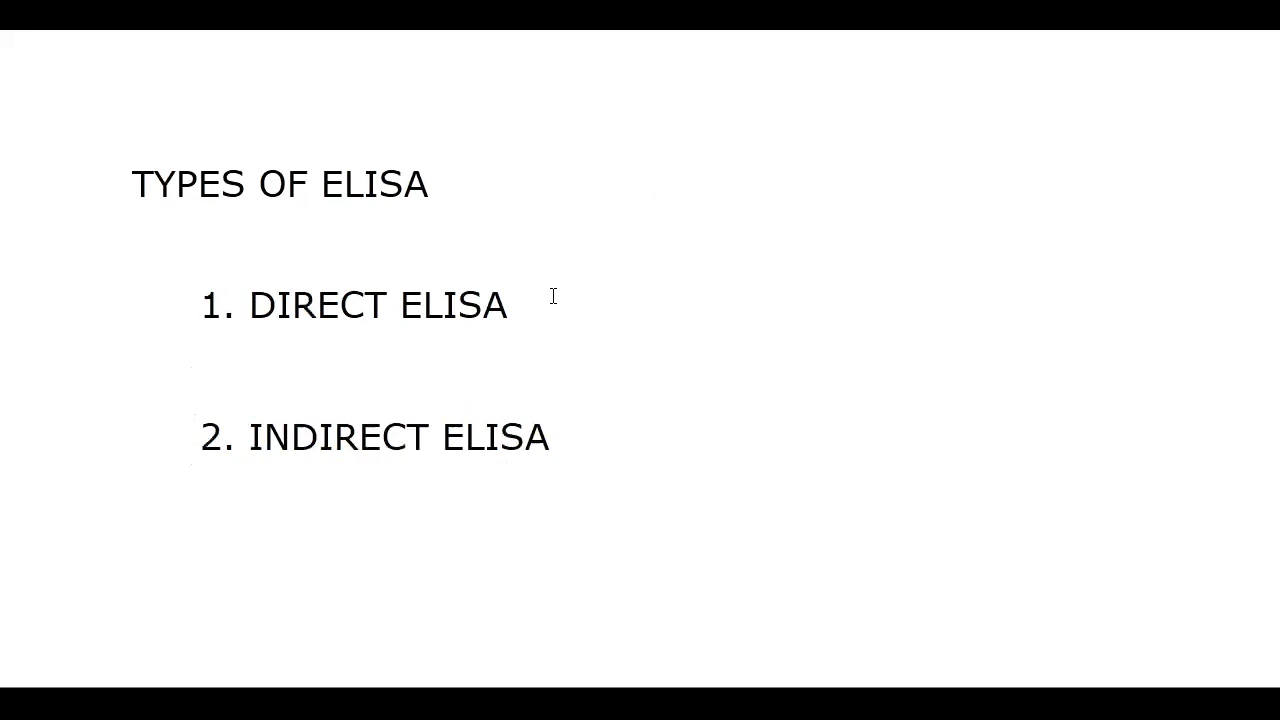 TYPES OF ELISA
1. DIRECT ELISA
2. INDIRECT ELISA